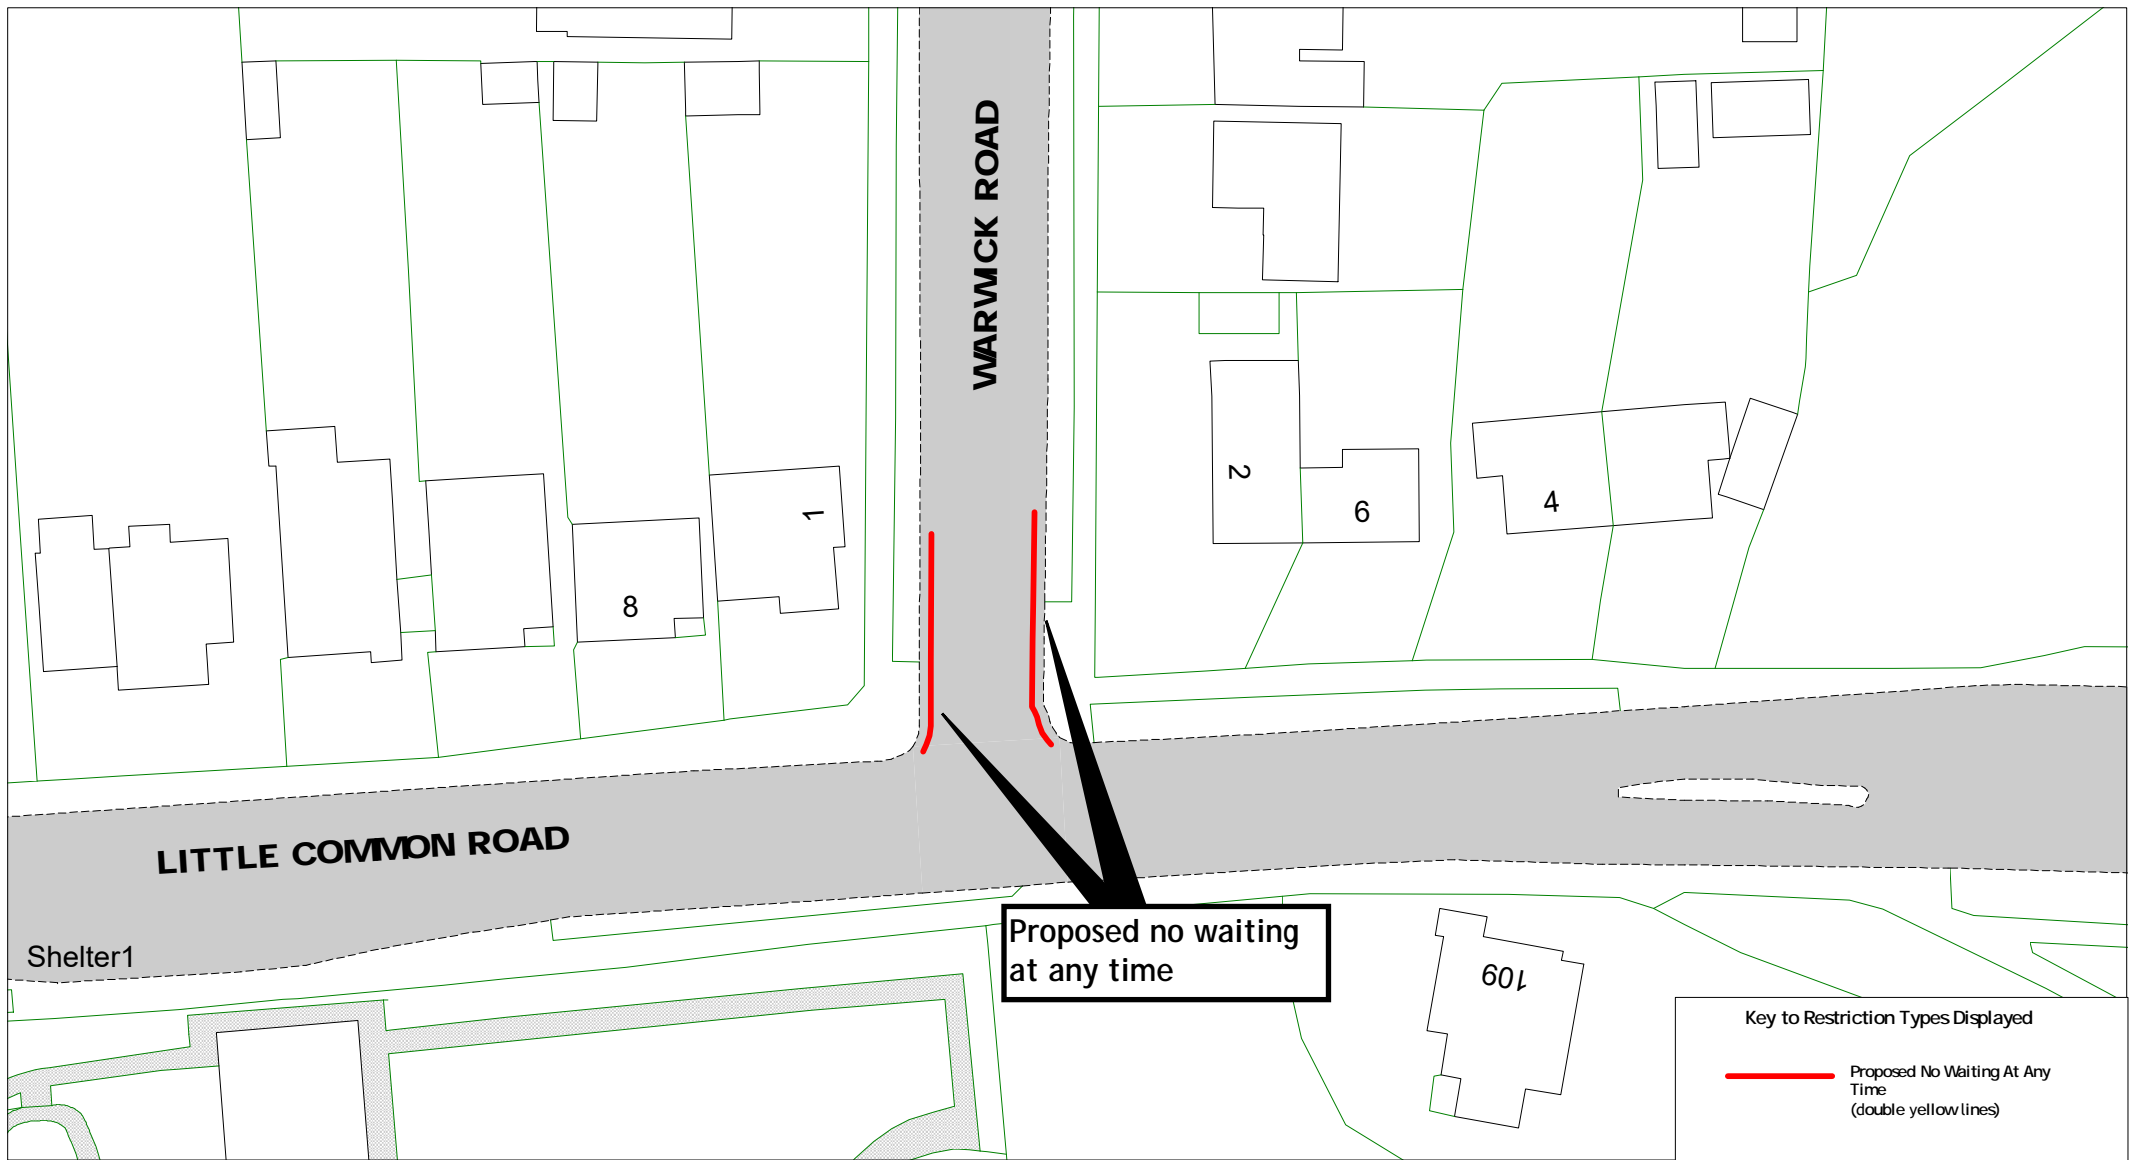 WARWICK ROAD
2
1
6
4
8
LITTLE COMMON ROAD
Shelter1
Proposed no waiting
at any time
109
Key to Restriction Types Displayed
Proposed No Waiting At Any
Time
(double yellow lines)